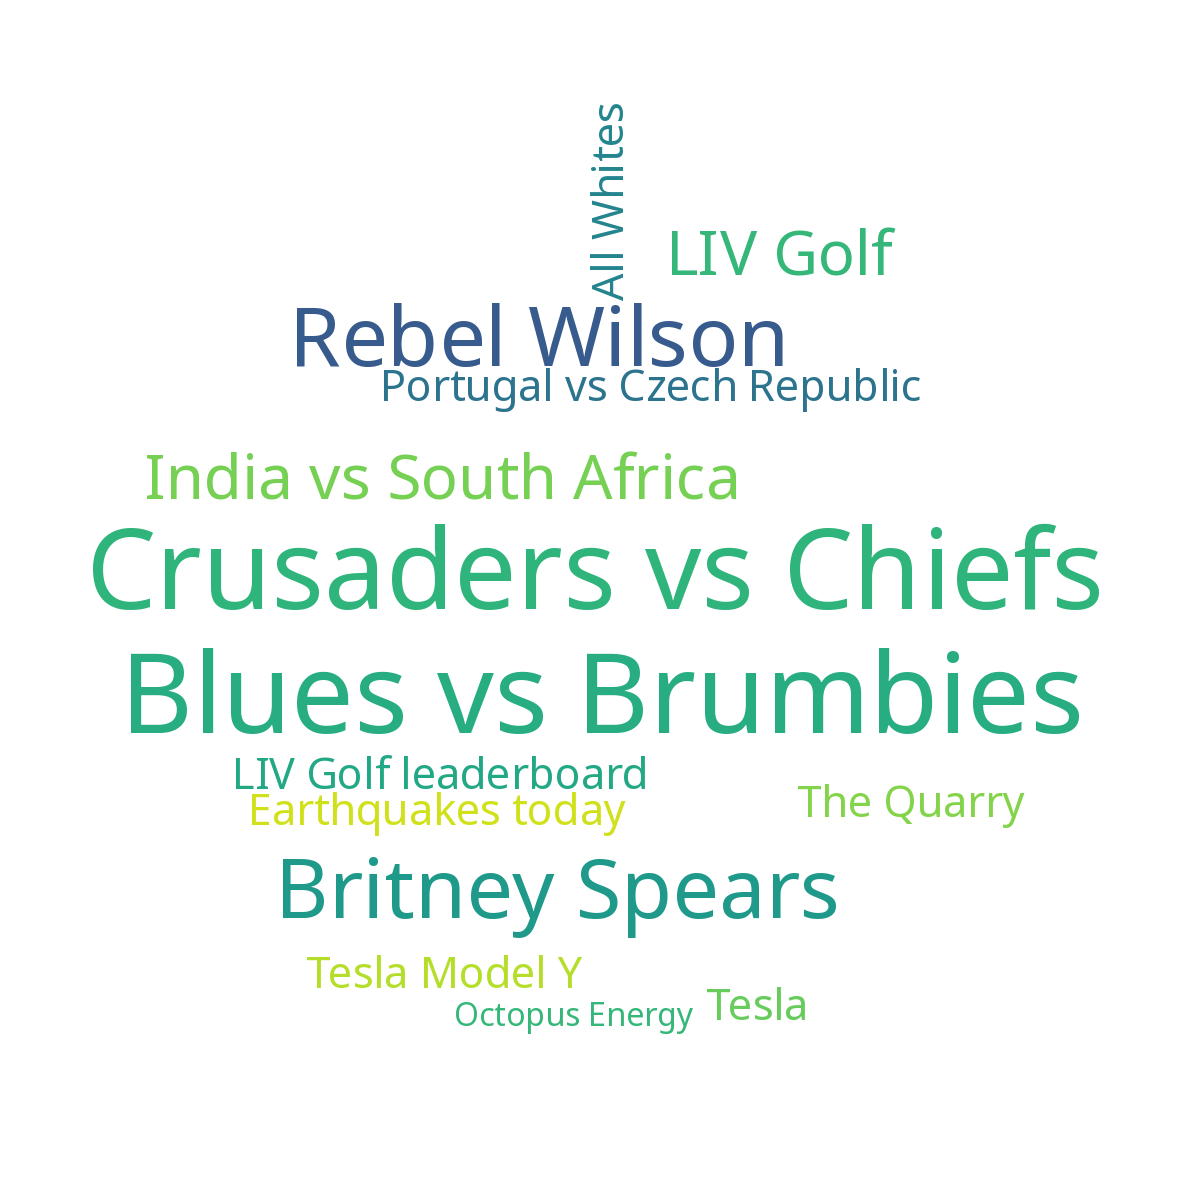 All Whites
LIV Golf
Rebel Wilson
Portugal vs Czech Republic
India vs South Africa
Crusaders vs Chiefs
Blues vs Brumbies
LIV Golf leaderboard
Earthquakes today
The Quarry
Britney Spears
Tesla Model Y
Tesla
Octopus Energy